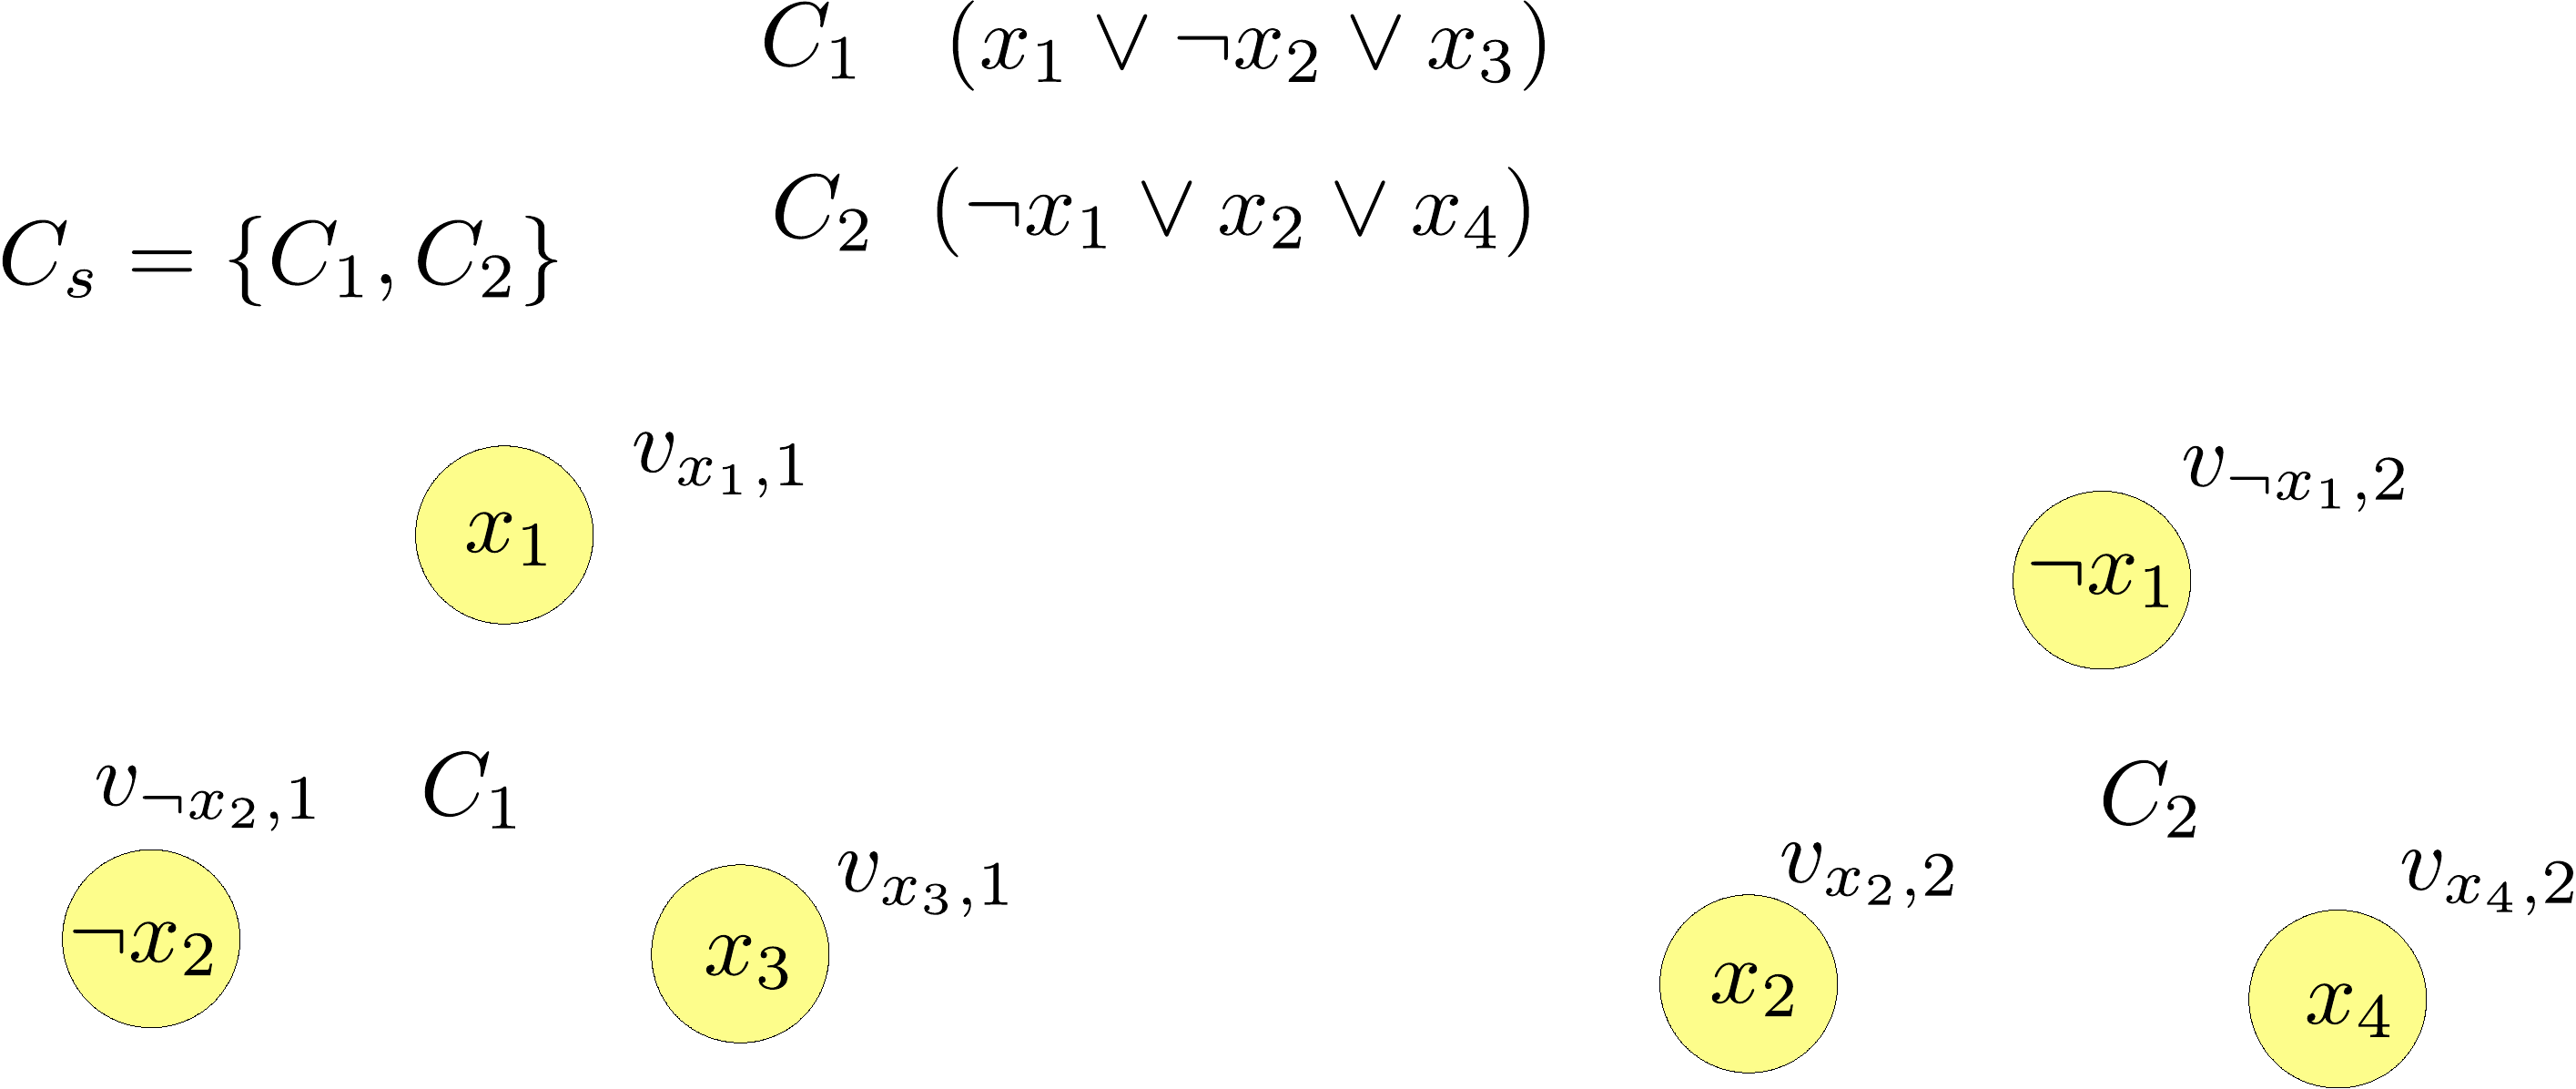 C₁ (x₁ ∨ ¬x₂ ∨ x₃)
C₂ (¬x₁ ∨ x₂ ∨ x₄)
Cₛ = {C₁, C₂}
v_{x₁,1}
x₁
v_{¬x₂,1}
C₁
¬x₂
v_{x₃,1}
x₃
v_{¬x₁,2}
¬x₁
C₂
v_{x₂,2}
x₂
v_{x₄,2}
x₄